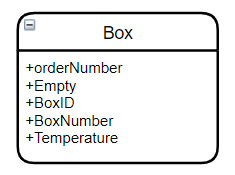 Box
+orderNumber
+Empty
+BoxID
+BoxNumber
+Temperature